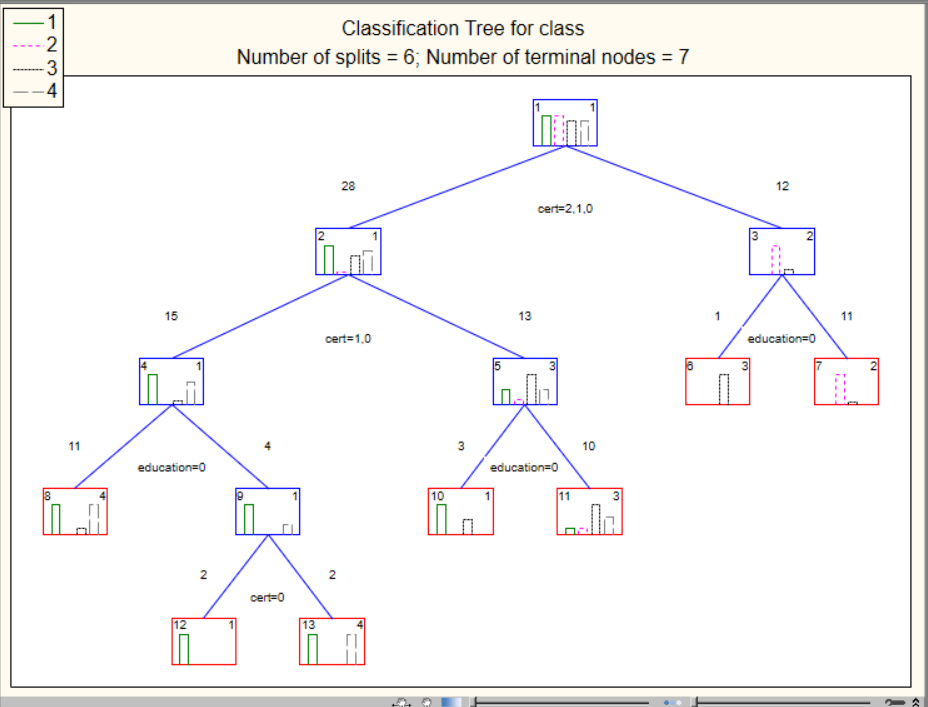 1
2
3
4
Classification Tree for class
Number of splits = 6; Number of terminal nodes = 7
1 1
28 12
cert=2,1,0
2 1
3 2
15 13
cert=1,0
1 11
education=0
4 1
5 3
6 3
7 2
11 4
education=0
3 10
education=0
8 4
9 1
10 1
11 3
2 2
cert=0
12 1
13 4